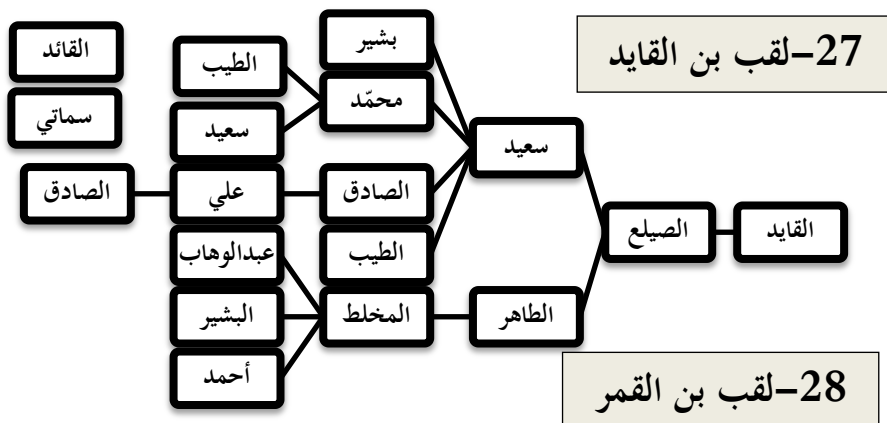 27–لقب بن القايد
القايد
الصيلع
سعيد
الطاهر
بشير
محمّد
الصادق
الطيب
المخلط
الطيب
سعيد
علي
عبدالوهاب
البشير
أحمد
الصادق
القائد
سماتي
28–لقب بن القمر